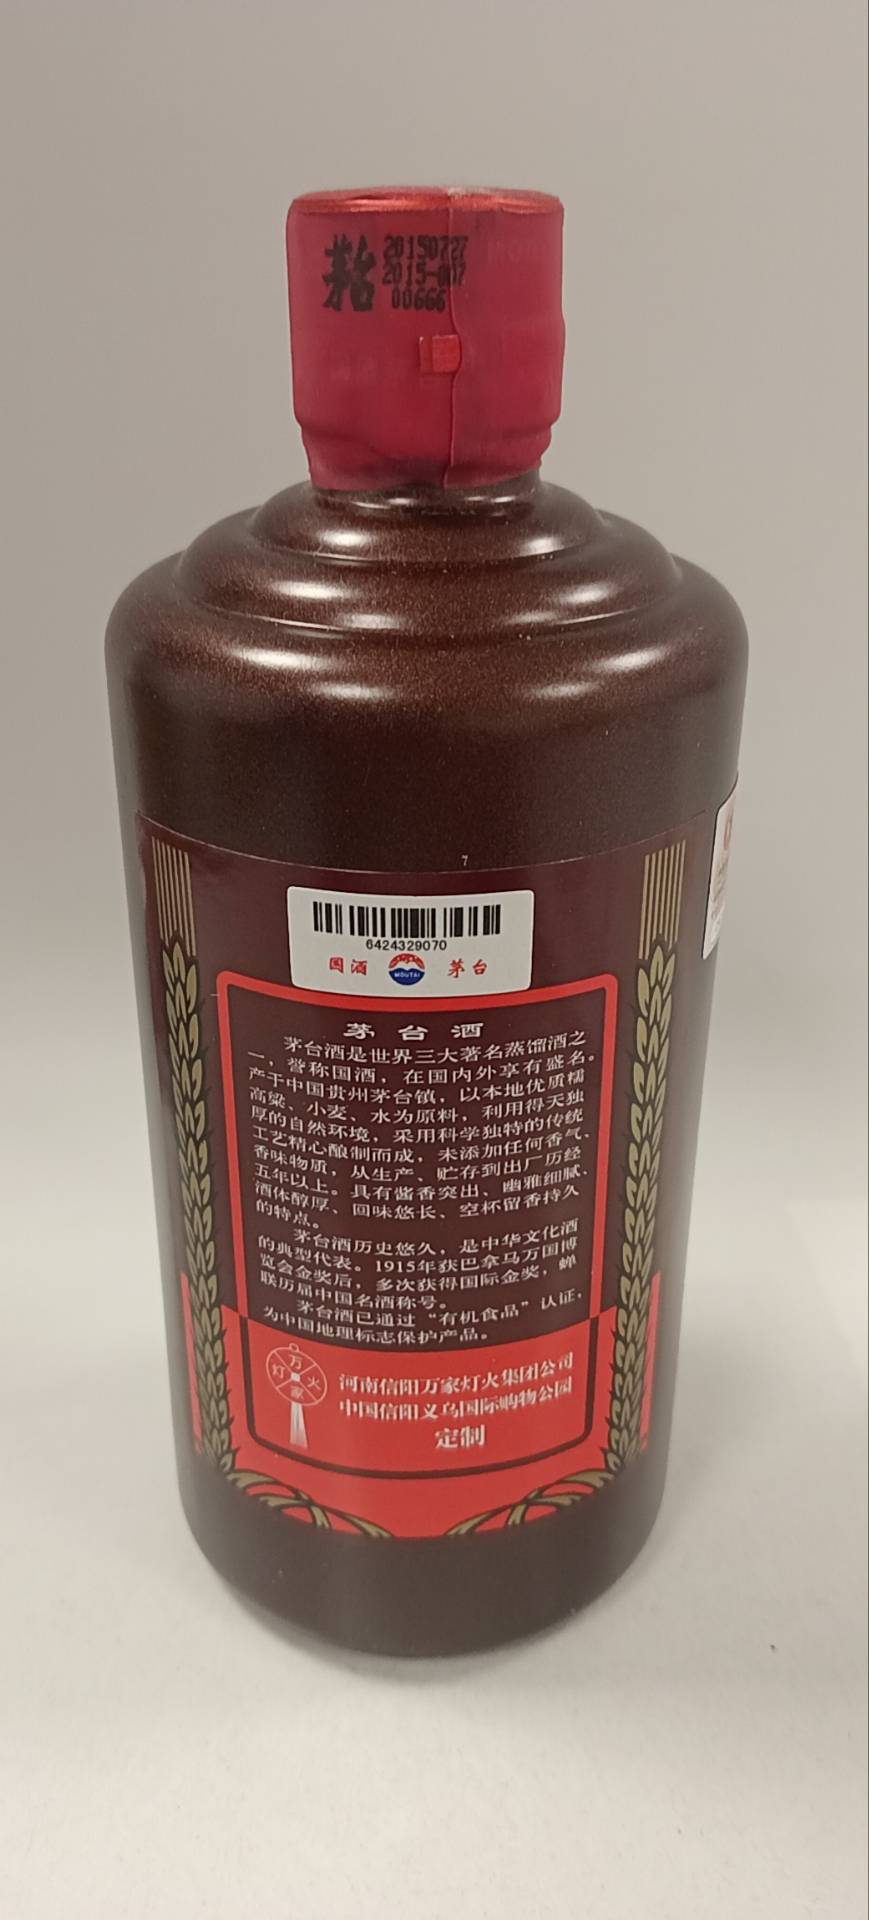 茅台
20150727
2015-007
00666
7
6424329070
国酒
MOUTAI
茅台
茅台酒
茅台酒是世界三大著名蒸馏酒之
一，誉称国酒，在国内外享有盛名。
产于中国贵州茅台镇，以本地优质糯
高粱、小麦、水为原料，利用得天独
厚的自然环境，采用科学独特的传统
工艺精心酿制而成，未添加任何香气、
香味物质，从生产、贮存到出厂历经
五年以上。具有酱香突出、幽雅细腻、
酒体醇厚、回味悠长、空杯留香持久
的特点。
茅台酒历史悠久，是中华文化酒
的典型代表。1915年获巴拿马万国博
览会金奖后，多次获得国际金奖，蝉
联历届中国名酒称号。
茅台酒已通过“有机食品”认证，
为中国地理标志保护产品。
万
灯 火
家
河南信阳万家灯火集团公司
中国信阳义乌国际购物公园
定制